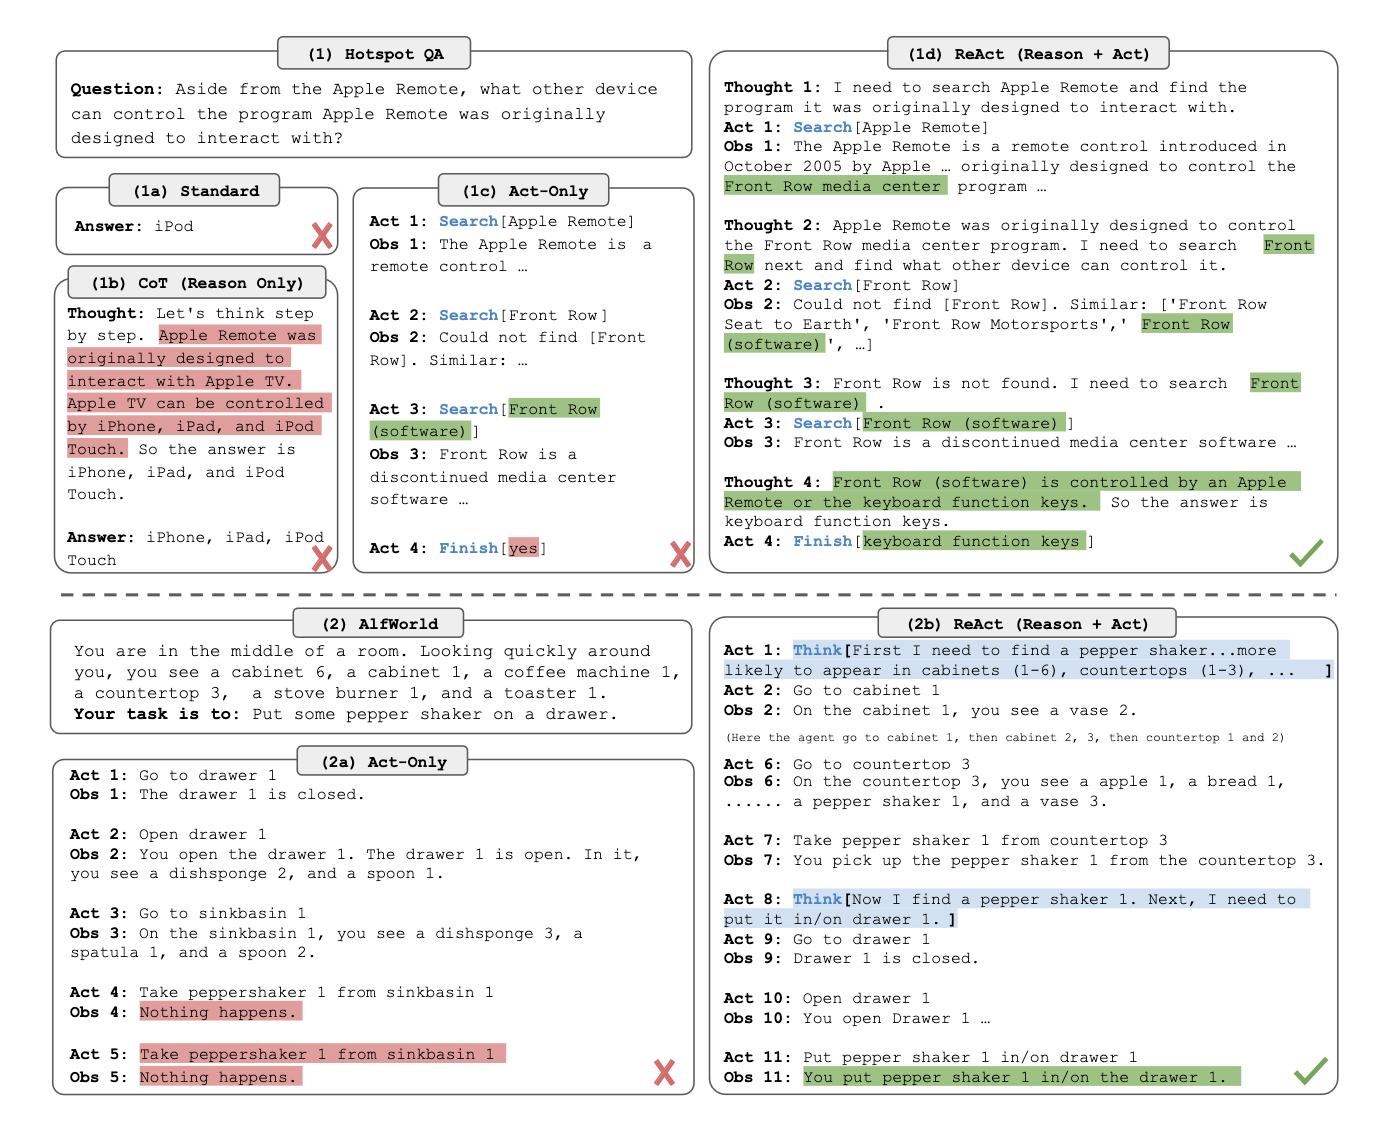 (1) Hotspot QA
Question: Aside from the Apple Remote, what other device
can control the program Apple Remote was originally
designed to interact with?
(1a) Standard
Answer: iPod
(1b) CoT (Reason Only)
Thought: Let's think step
by step. Apple Remote was
originally designed to
interact with Apple TV.
Apple TV can be controlled
by iPhone, iPad, and iPod
Touch. So the answer is
iPhone, iPad, and iPod
Touch.
Answer: iPhone, iPad, iPod
Touch
(1c) Act-Only
Act 1: Search[Apple Remote]
Obs 1: The Apple Remote is a
remote control …
Act 2: Search[Front Row]
Obs 2: Could not find [Front
Row]. Similar: …
Act 3: Search[Front Row
(software)]
Obs 3: Front Row is a
discontinued media center
software …
Act 4: Finish[yes]
(1d) ReAct (Reason + Act)
Thought 1: I need to search Apple Remote and find the
program it was originally designed to interact with.
Act 1: Search[Apple Remote]
Obs 1: The Apple Remote is a remote control introduced in
October 2005 by Apple … originally designed to control the
Front Row media center program …
Thought 2: Apple Remote was originally designed to control
the Front Row media center program. I need to search Front
Row next and find what other device can control it.
Act 2: Search[Front Row]
Obs 2: Could not find [Front Row]. Similar: ['Front Row
Seat to Earth', 'Front Row Motorsports',' Front Row
(software)', …]
Thought 3: Front Row is not found. I need to search Front
Row (software) .
Act 3: Search[Front Row (software)]
Obs 3: Front Row is a discontinued media center software …
Thought 4: Front Row (software) is controlled by an Apple
Remote or the keyboard function keys. So the answer is
keyboard function keys.
Act 4: Finish[keyboard function keys]
(2) AlfWorld
You are in the middle of a room. Looking quickly around
you, you see a cabinet 6, a cabinet 1, a coffee machine 1,
a countertop 3, a stove burner 1, and a toaster 1.
Your task is to: Put some pepper shaker on a drawer.
(2a) Act-Only
Act 1: Go to drawer 1
Obs 1: The drawer 1 is closed.
Act 2: Open drawer 1
Obs 2: You open the drawer 1. The drawer 1 is open. In it,
you see a dishsponge 2, and a spoon 1.
Act 3: Go to sinkbasin 1
Obs 3: On the sinkbasin 1, you see a dishsponge 3, a
spatula 1, and a spoon 2.
Act 4: Take peppershaker 1 from sinkbasin 1
Obs 4: Nothing happens.
Act 5: Take peppershaker 1 from sinkbasin 1
Obs 5: Nothing happens.
(2b) ReAct (Reason + Act)
Act 1: Think[First I need to find a pepper shaker...more
likely to appear in cabinets (1-6), countertops (1-3), ... ]
Act 2: Go to cabinet 1
Obs 2: On the cabinet 1, you see a vase 2.
(Here the agent go to cabinet 1, then cabinet 2, 3, then countertop 1 and 2)
Act 6: Go to countertop 3
Obs 6: On the countertop 3, you see a apple 1, a bread 1,
...... a pepper shaker 1, and a vase 3.
Act 7: Take pepper shaker 1 from countertop 3
Obs 7: You pick up the pepper shaker 1 from the countertop 3.
Act 8: Think[Now I find a pepper shaker 1. Next, I need to
put it in/on drawer 1. ]
Act 9: Go to drawer 1
Obs 9: Drawer 1 is closed.
Act 10: Open drawer 1
Obs 10: You open Drawer 1 …
Act 11: Put pepper shaker 1 in/on drawer 1
Obs 11: You put pepper shaker 1 in/on the drawer 1.